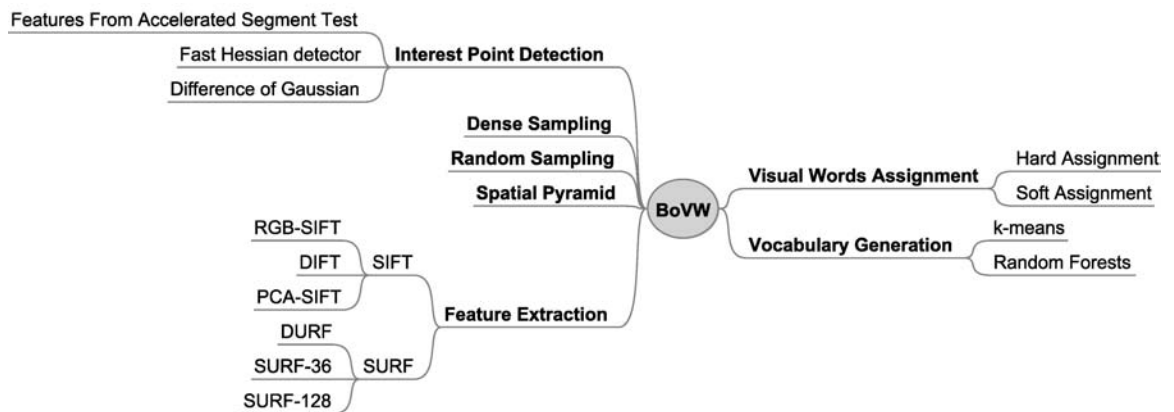 Features From Accelerated Segment Test
Fast Hessian detector
Difference of Gaussian
Interest Point Detection
Dense Sampling
Random Sampling
Spatial Pyramid
RGB-SIFT
DIFT
PCA-SIFT
SIFT
DURF
SURF-36
SURF-128
SURF
Feature Extraction
BoVW
Visual Words Assignment
Hard Assignment
Soft Assignment
Vocabulary Generation
k-means
Random Forests